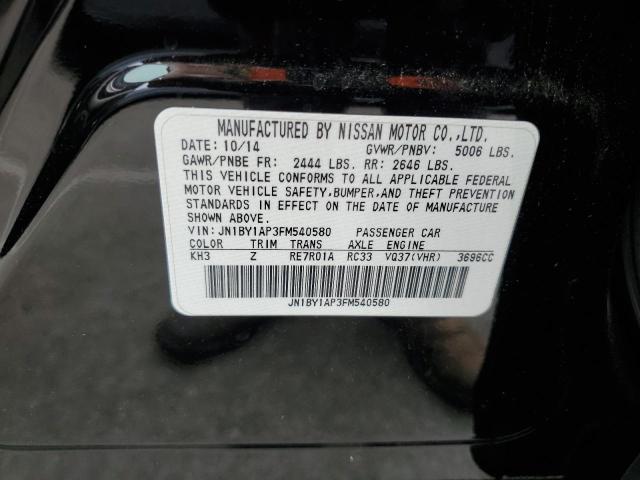 MANUFACTURED BY NISSAN MOTOR CO.,LTD.
DATE: 10/14 GVWR/PNBV: 5006 LBS.
GAWR/PNBE FR: 2444 LBS. RR: 2646 LBS.
THIS VEHICLE CONFORMS TO ALL APPLICABLE FEDERAL
MOTOR VEHICLE SAFETY,BUMPER,AND THEFT PREVENTION
STANDARDS IN EFFECT ON THE DATE OF MANUFACTURE
SHOWN ABOVE.
VIN:JN1BY1AP3FM540580 PASSENGER CAR
COLOR TRIM TRANS AXLE ENGINE
KH3 Z RE7R01A RC33 VQ37(VHR) 3696CC
JN1BY1AP3FM540580